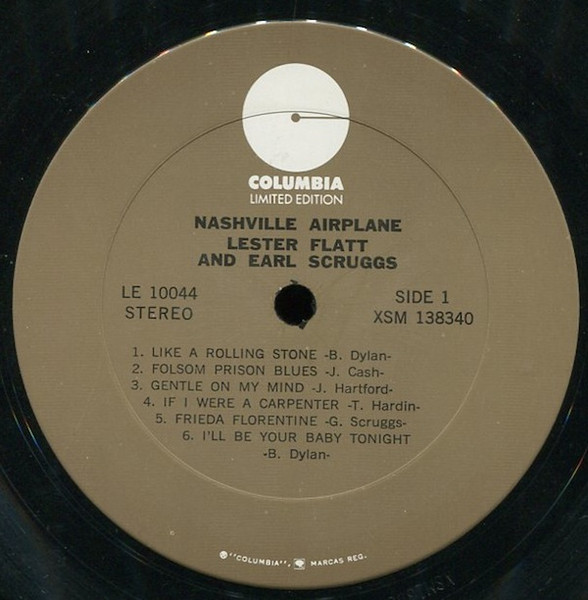 COLUMBIA
LIMITED EDITION
NASHVILLE AIRPLANE
LESTER FLATT
AND EARL SCRUGGS
LE 10044
STEREO
SIDE 1
XSM 138340
1. LIKE A ROLLING STONE -B. Dylan-
2. FOLSOM PRISON BLUES -J. Cash-
3. GENTLE ON MY MIND -J. Hartford-
4. IF I WERE A CARPENTER -T. Hardin-
5. FRIEDA FLORENTINE -G. Scruggs-
6. I'LL BE YOUR BABY TONIGHT
-B. Dylan-
® "COLUMBIA", MARCAS REG.